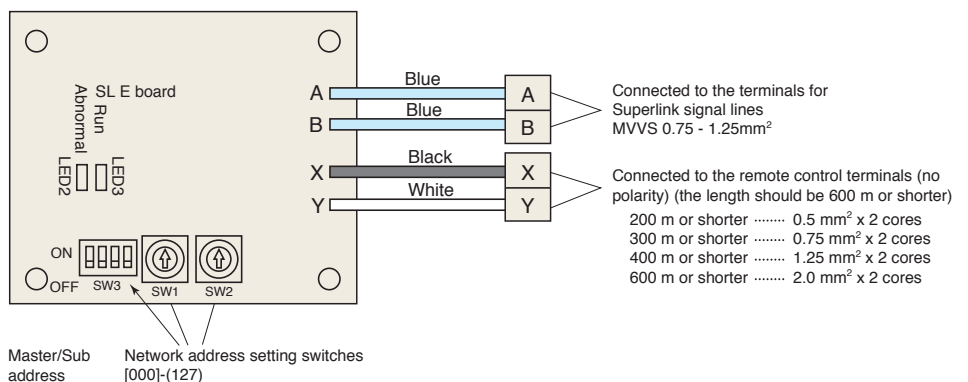 SL E board
Abnormal
Run
LED2
LED3
ON
OFF
SW3
SW1
SW2
A
B
X
Y
Blue
Blue
Black
White
A
B
X
Y
Connected to the terminals for
Superlink signal lines
MVVS 0.75 - 1.25mm²
Connected to the remote control terminals (no
polarity) (the length should be 600 m or shorter)
200 m or shorter ········ 0.5 mm² x 2 cores
300 m or shorter ········ 0.75 mm² x 2 cores
400 m or shorter ········ 1.25 mm² x 2 cores
600 m or shorter ········ 2.0 mm² x 2 cores
Master/Sub
address
Network address setting switches
[000]-(127)